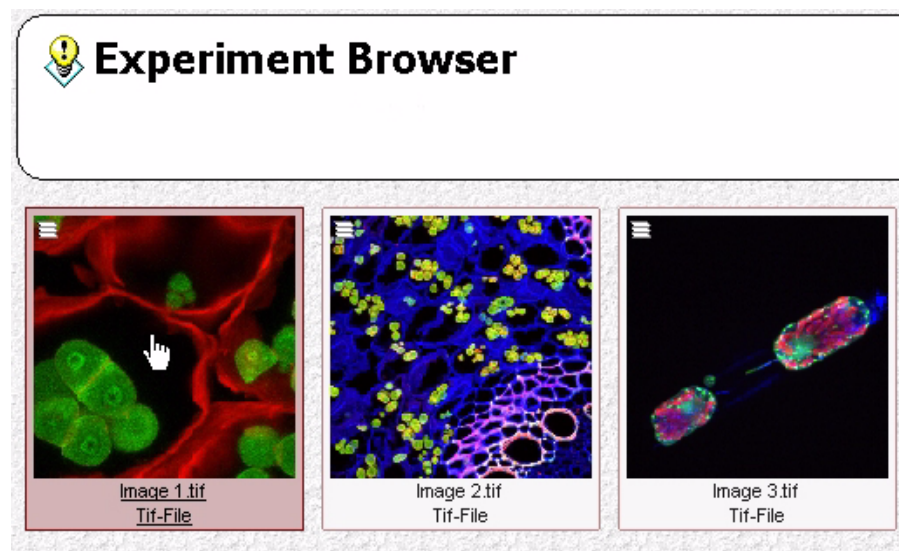 Experiment Browser
Image 1.tif
Tif-File
Image 2.tif
Tif-File
Image 3.tif
Tif-File